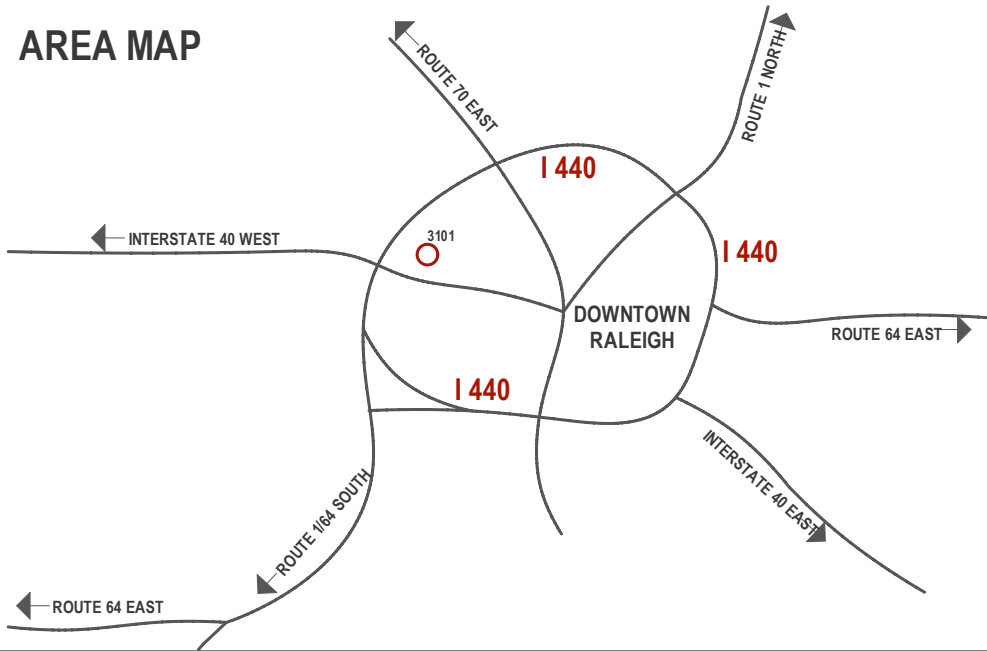 AREA MAP
ROUTE 70 EAST
ROUTE 1 NORTH
I 440
3101
INTERSTATE 40 WEST
I 440
DOWNTOWN
RALEIGH
ROUTE 64 EAST
I 440
INTERSTATE 40 EAST
ROUTE 1/64 SOUTH
ROUTE 64 EAST